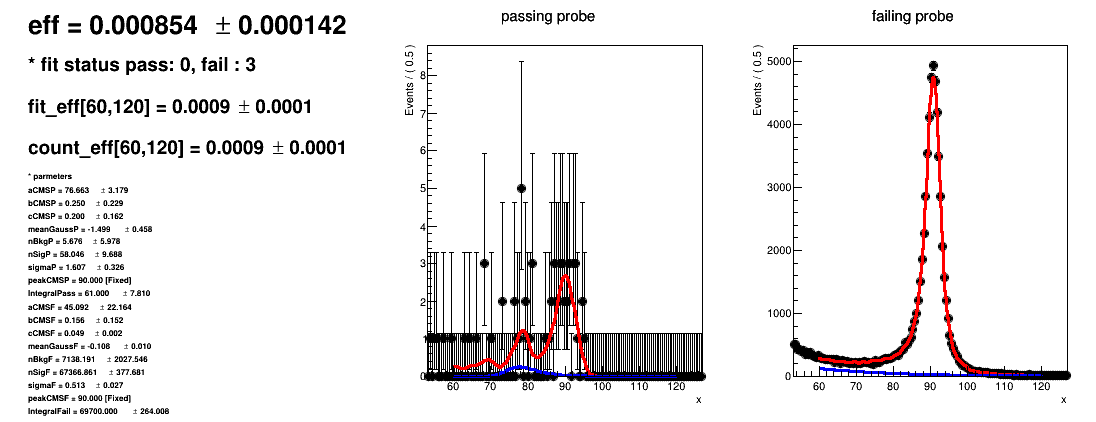 eff = 0.000854 ± 0.000142
* fit status pass: 0, fail : 3
fit_eff[60,120] = 0.0009 ± 0.0001
count_eff[60,120] = 0.0009 ± 0.0001
* parmeters
aCMSP = 76.663 ± 3.179
bCMSP = 0.250 ± 0.229
cCMSP = 0.200 ± 0.162
meanGaussP = -1.499 ± 0.458
nBkgP = 5.676 ± 5.978
nSigP = 58.046 ± 9.688
sigmaP = 1.607 ± 0.326
peakCMSP = 90.000 [Fixed]
IntegralPass = 61.000 ± 7.810
aCMSF = 45.092 ± 22.164
bCMSF = 0.156 ± 0.152
cCMSF = 0.049 ± 0.002
meanGaussF = -0.108 ± 0.010
nBkgF = 7138.191 ± 2027.546
nSigF = 67366.861 ± 377.681
sigmaF = 0.513 ± 0.027
peakCMSF = 90.000 [Fixed]
IntegralFail = 69700.000 ± 264.008
passing probe
Events / ( 0.5 )
8
7
6
5
4
3
2
1
0
60 70 80 90 100 110 120
x
failing probe
Events / ( 0.5 )
5000
4000
3000
2000
1000
0
60 70 80 90 100 110 120
x